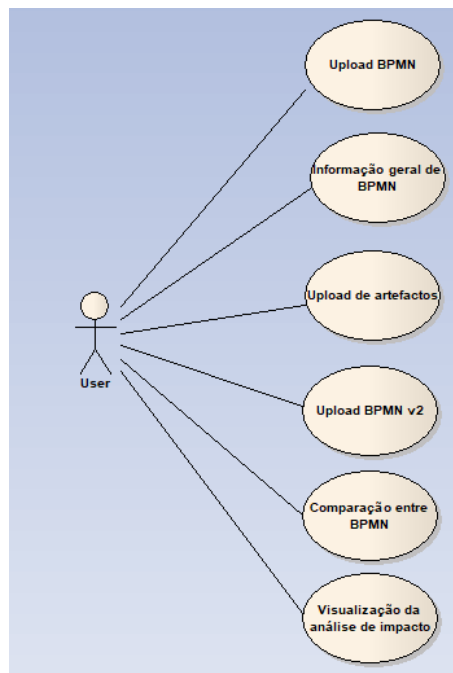 Upload BPMN
Informação geral de
BPMN
Upload de artefactos
User
Upload BPMN v2
Comparação entre
BPMN
Visualização da
análise de impacto